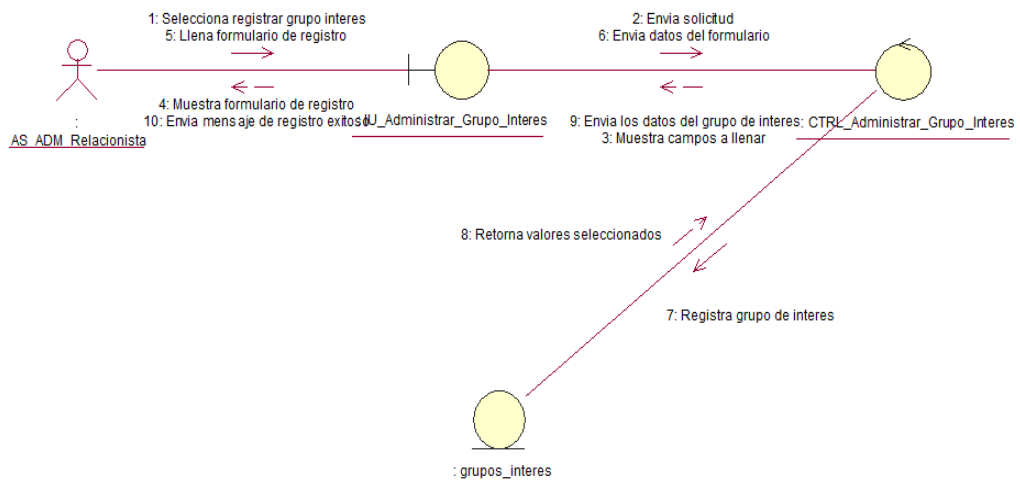 1: Selecciona registrar grupo interes
5: Llena formulario de registro
2: Envia solicitud
6: Envia datos del formulario
4: Muestra formulario de registro
10: Envia mensaje de registro exitoso
IU_Administrar_Grupo_Interes
9: Envia los datos del grupo de interes
3: Muestra campos a llenar
: CTRL_Administrar_Grupo_Interes
:
AS_ADM_Relacionista
8: Retorna valores seleccionados
7: Registra grupo de interes
: grupos_interes